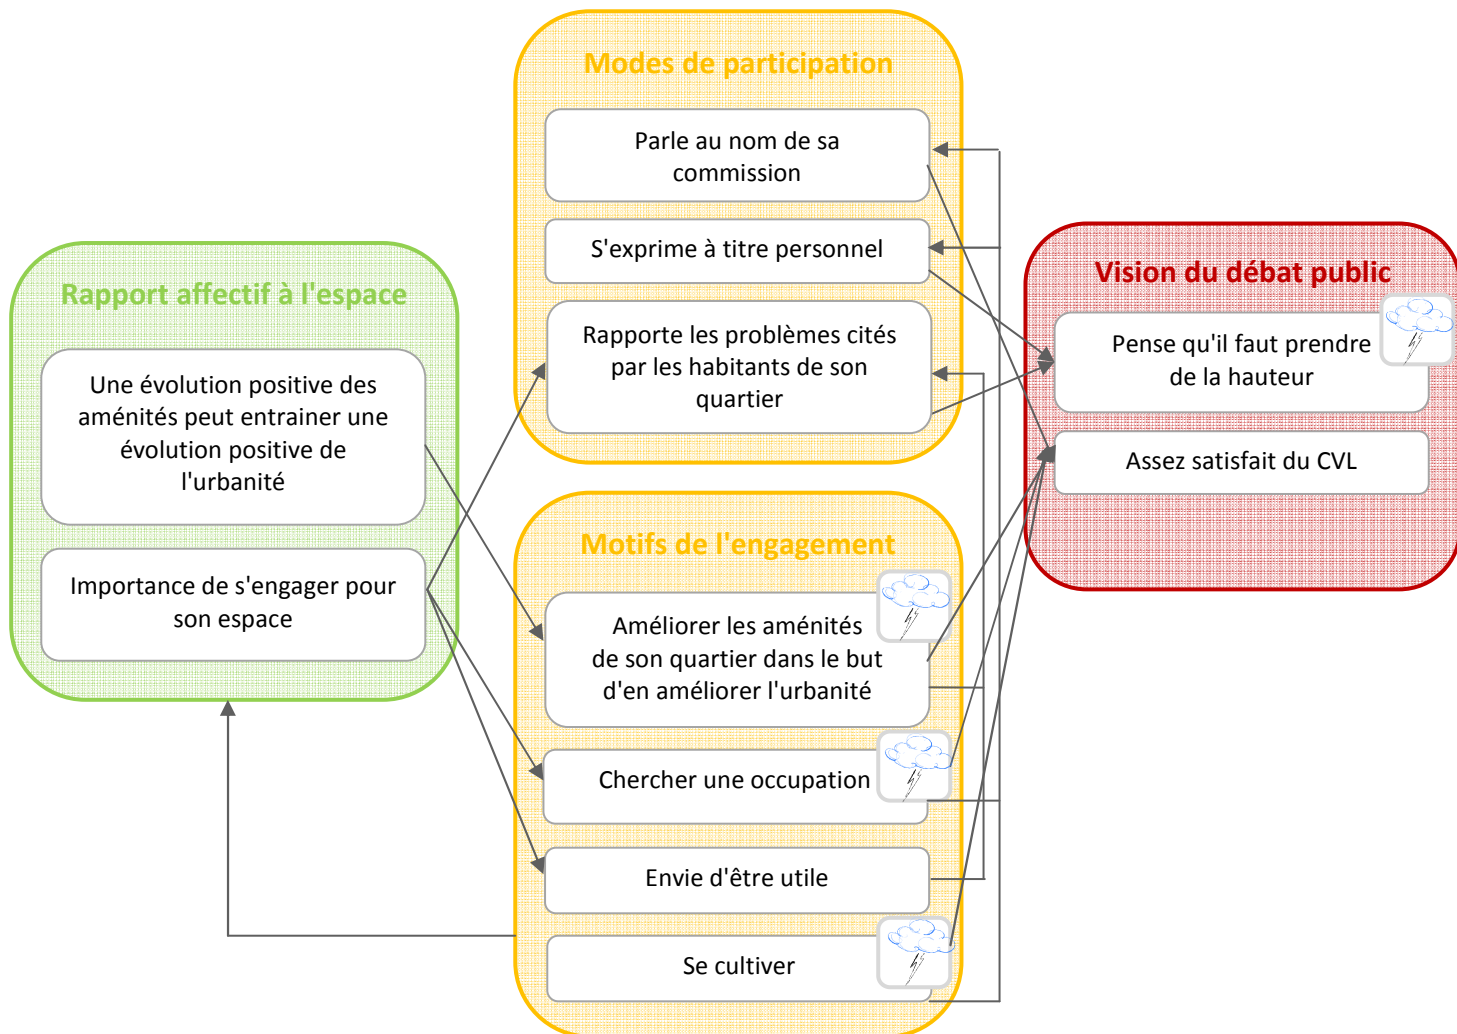 Modes de participation
Parle au nom de sa
commission
S'exprime à titre personnel
Rapporte les problèmes cités
par les habitants de son
quartier
Rapport affectif à l'espace
Une évolution positive des
aménités peut entrainer une
évolution positive de
l'urbanité
Importance de s'engager pour
son espace
Vision du débat public
Pense qu'il faut prendre
de la hauteur
Assez satisfait du CVL
Motifs de l'engagement
Améliorer les aménités
de son quartier dans le but
d'en améliorer l'urbanité
Chercher une occupation
Envie d'être utile
Se cultiver